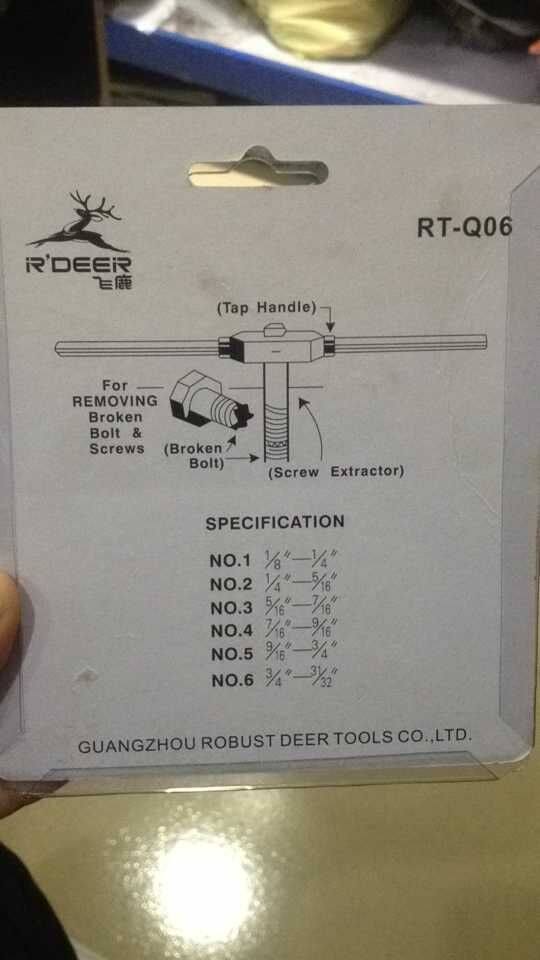 RT-Q06
R'DEER
飞鹿
(Tap Handle)
For
REMOVING
Broken
Bolt &
Screws
(Broken
Bolt)
(Screw Extractor)
SPECIFICATION
NO.1 1/8"—1/4"
NO.2 1/4"—5/16"
NO.3 5/16"—7/16"
NO.4 7/16"—9/16"
NO.5 9/16"—3/4"
NO.6 3/4"—31/32"
GUANGZHOU ROBUST DEER TOOLS CO.,LTD.